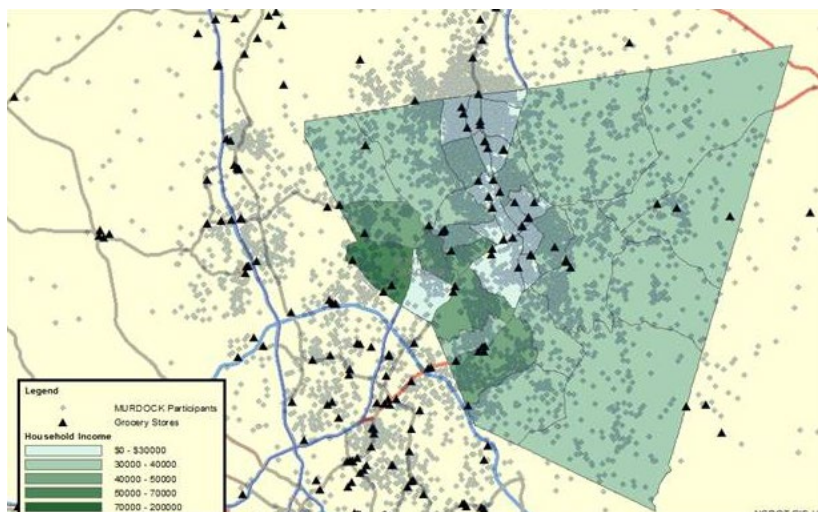 Legend
MURDOCK Participants
Grocery Stores
Household Income
$0 - $30000
30000 - 40000
40000 - 50000
50000 - 70000
70000 - 200000